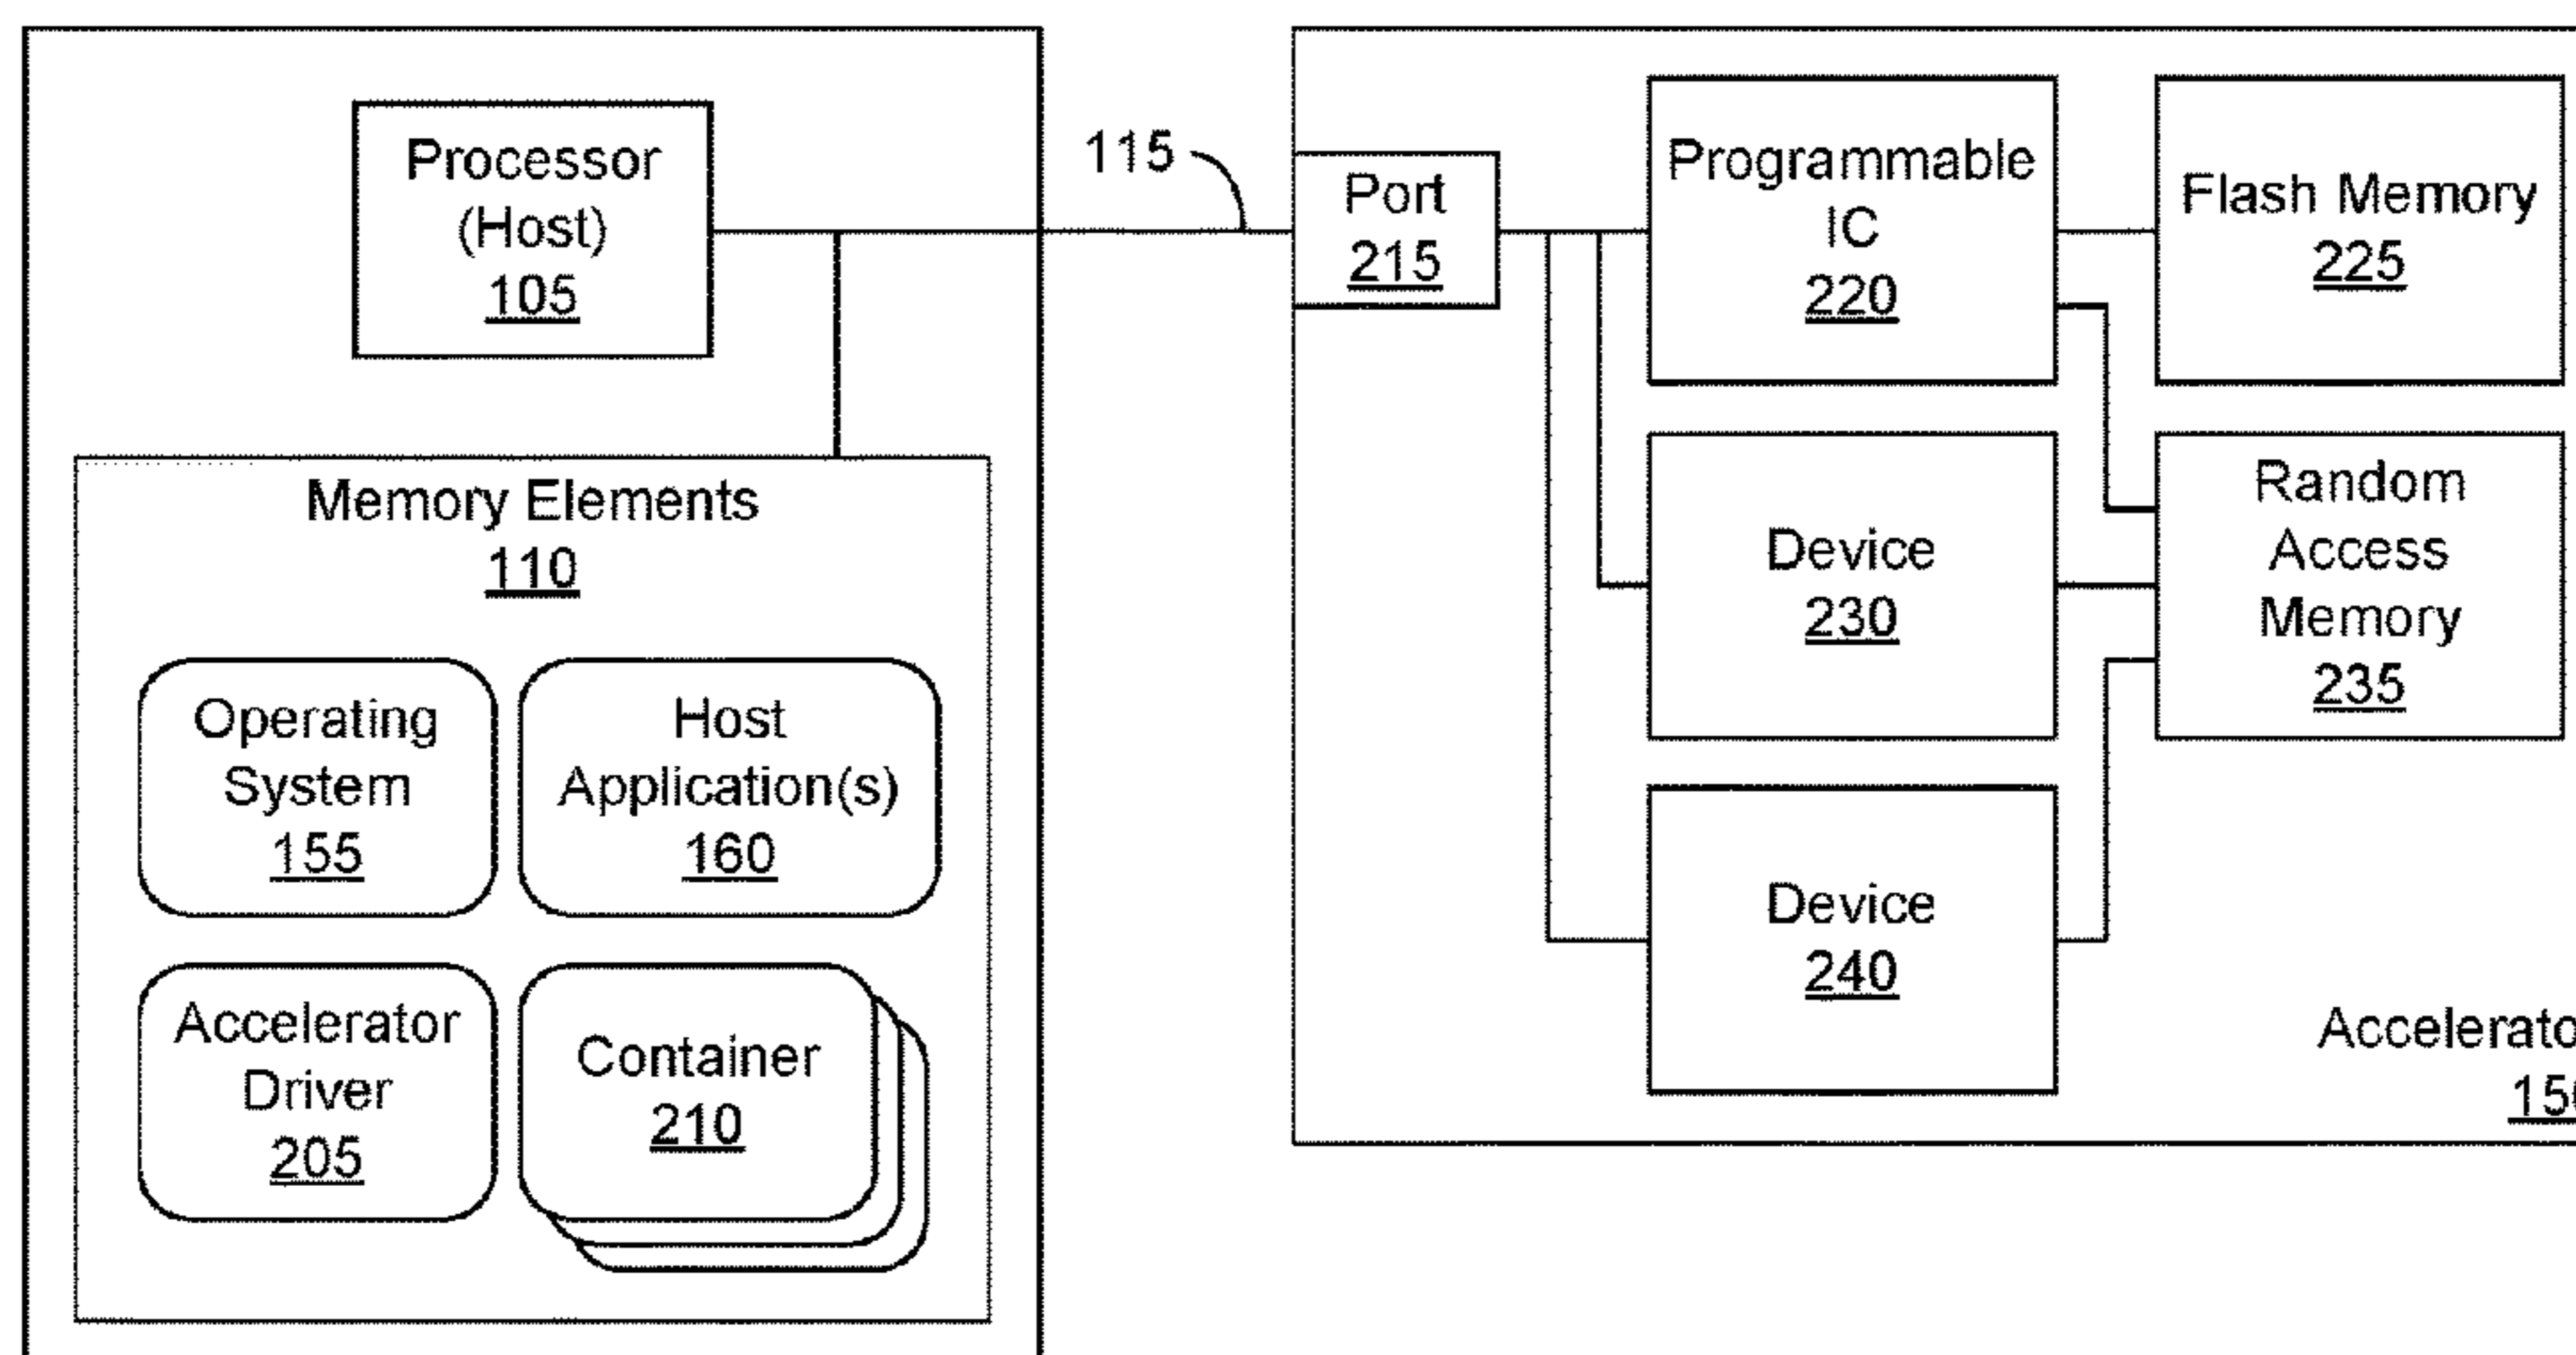 Processor
(Host)
105
Memory Elements
110
Operating
System
155
Host
Application(s)
160
Accelerator
Driver
205
Container
210
115
Port
215
Programmable
IC
220
Flash Memory
225
Device
230
Random
Access
Memory
235
Device
240